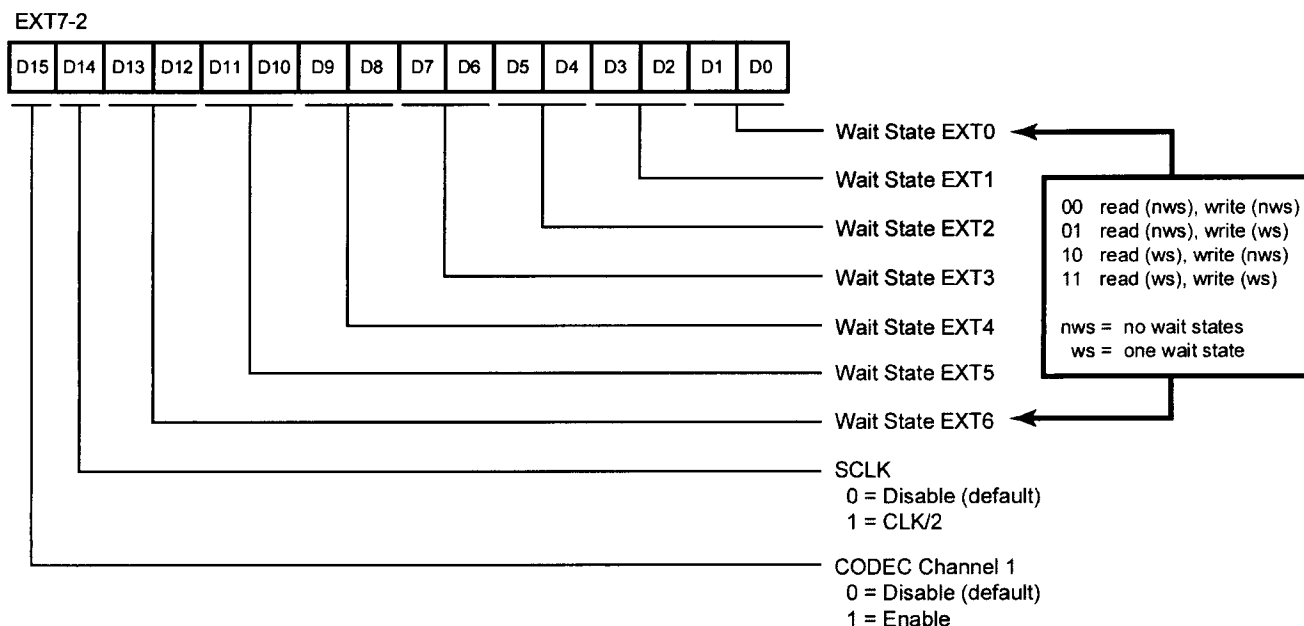 EXT7-2
D15 D14 D13 D12 D11 D10 D9 D8 D7 D6 D5 D4 D3 D2 D1 D0
Wait State EXT0
Wait State EXT1
Wait State EXT2
Wait State EXT3
Wait State EXT4
Wait State EXT5
Wait State EXT6
00 read (nws), write (nws)
01 read (nws), write (ws)
10 read (ws), write (nws)
11 read (ws), write (ws)
nws = no wait states
ws = one wait state
SCLK
0 = Disable (default)
1 = CLK/2
CODEC Channel 1
0 = Disable (default)
1 = Enable